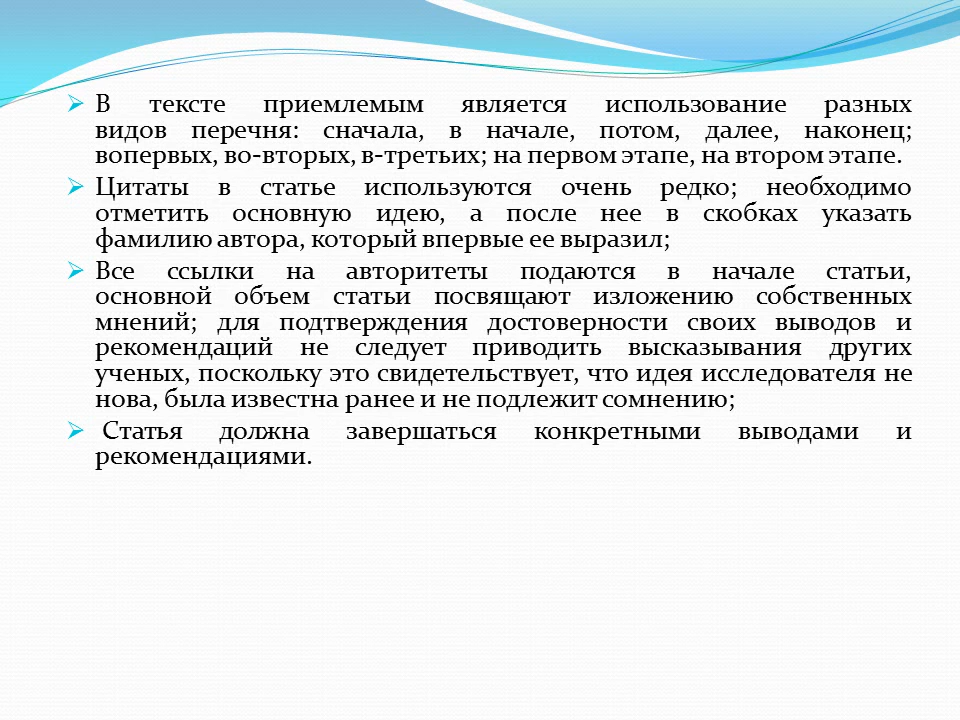 В тексте приемлемым является использование разных
видов перечня: сначала, в начале, потом, далее, наконец;
вопервых, во-вторых, в-третьих; на первом этапе, на втором этапе.
Цитаты в статье используются очень редко; необходимо
отметить основную идею, а после нее в скобках указать
фамилию автора, который впервые ее выразил;
Все ссылки на авторитеты подаются в начале статьи,
основной объем статьи посвящают изложению собственных
мнений; для подтверждения достоверности своих выводов и
рекомендаций не следует приводить высказывания других
ученых, поскольку это свидетельствует, что идея исследователя не
нова, была известна ранее и не подлежит сомнению;
Статья должна завершаться конкретными выводами и
рекомендациями.